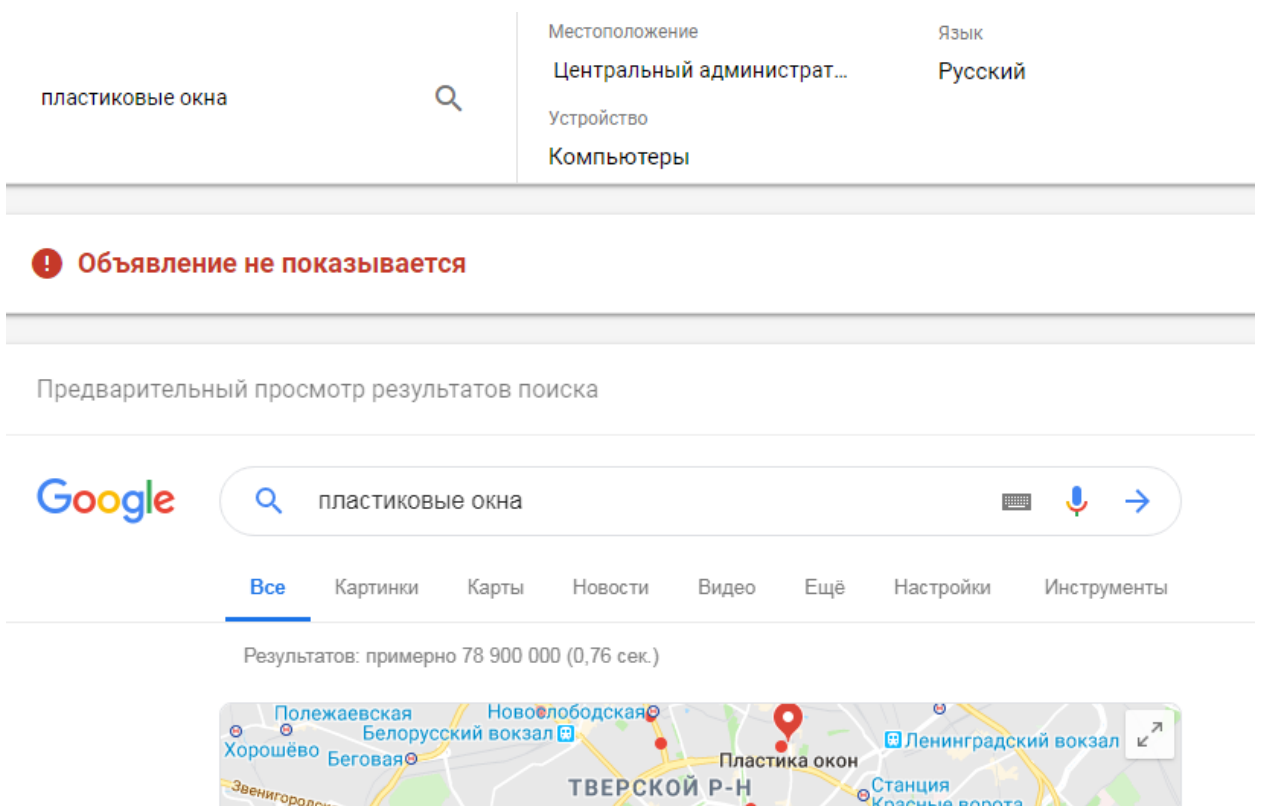 Местоположение
Язык
Центральный администрат...
Русский
пластиковые окна
Устройство
Компьютеры
Объявление не показывается
Предварительный просмотр результатов поиска
Google
пластиковые окна
Все Картинки Карты Новости Видео Ещё Настройки Инструменты
Результатов: примерно 78 900 000 (0,76 сек.)
Полежаевская
Новослободская
Белорусский вокзал
Ленинградский вокзал
Хорошёво
Беговая
Пластика окон
ТВЕРСКОЙ Р-Н
Станция
Красные ворота